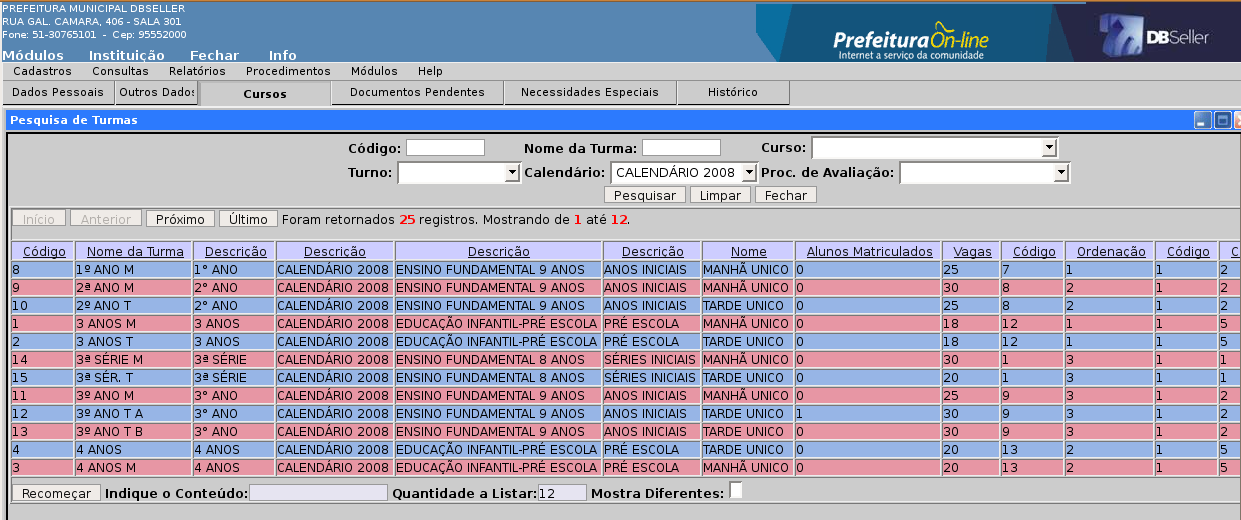 PREFEITURA MUNICIPAL DBSELLER
RUA GAL. CAMARA, 406 - SALA 301
Fone: 51-30765101 - Cep: 95552000
Prefeitura On-line
Internet a serviço da comunidade
DBSeller
Módulos Instituição Fechar Info
Cadastros Consultas Relatórios Procedimentos Módulos Help
Dados Pessoais Outros Dados Cursos Documentos Pendentes Necessidades Especiais Histórico
Pesquisa de Turmas
Código: Nome da Turma: Curso:
Turno: Calendário: CALENDÁRIO 2008 Proc. de Avaliação:
Pesquisar Limpar Fechar
Início Anterior Próximo Último Foram retornados 25 registros. Mostrando de 1 até 12.
Código Nome da Turma Descrição Descrição Descrição Descrição Nome Alunos Matriculados Vagas Código Ordenação Código C
8 1º ANO M 1° ANO CALENDÁRIO 2008 ENSINO FUNDAMENTAL 9 ANOS ANOS INICIAIS MANHÃ UNICO 0 25 7 1 1 2
9 2ª ANO M 2° ANO CALENDÁRIO 2008 ENSINO FUNDAMENTAL 9 ANOS ANOS INICIAIS MANHÃ UNICO 0 30 8 2 1 2
10 2º ANO T 2° ANO CALENDÁRIO 2008 ENSINO FUNDAMENTAL 9 ANOS ANOS INICIAIS TARDE UNICO 0 25 8 2 1 2
1 3 ANOS M 3 ANOS CALENDÁRIO 2008 EDUCAÇÃO INFANTIL-PRÉ ESCOLA PRÉ ESCOLA MANHÃ UNICO 0 18 12 1 1 5
2 3 ANOS T 3 ANOS CALENDÁRIO 2008 EDUCAÇÃO INFANTIL-PRÉ ESCOLA PRÉ ESCOLA TARDE UNICO 0 18 12 1 1 5
14 3ª SÉRIE M 3ª SÉRIE CALENDÁRIO 2008 ENSINO FUNDAMENTAL 8 ANOS SÉRIES INICIAIS MANHÃ UNICO 0 30 1 3 1 1
15 3ª SÉR. T 3ª SÉRIE CALENDÁRIO 2008 ENSINO FUNDAMENTAL 8 ANOS SÉRIES INICIAIS TARDE UNICO 0 20 1 3 1 1
11 3º ANO M 3° ANO CALENDÁRIO 2008 ENSINO FUNDAMENTAL 9 ANOS ANOS INICIAIS MANHÃ UNICO 0 25 9 3 1 2
12 3º ANO T A 3° ANO CALENDÁRIO 2008 ENSINO FUNDAMENTAL 9 ANOS ANOS INICIAIS TARDE UNICO 1 30 9 3 1 2
13 3º ANO T B 3° ANO CALENDÁRIO 2008 ENSINO FUNDAMENTAL 9 ANOS ANOS INICIAIS TARDE UNICO 0 30 9 3 1 2
4 4 ANOS 4 ANOS CALENDÁRIO 2008 EDUCAÇÃO INFANTIL-PRÉ ESCOLA PRÉ ESCOLA TARDE UNICO 0 20 13 2 1 5
3 4 ANOS M 4 ANOS CALENDÁRIO 2008 EDUCAÇÃO INFANTIL-PRÉ ESCOLA PRÉ ESCOLA MANHÃ UNICO 0 20 13 2 1 5
Recomeçar Indique o Conteúdo: Quantidade a Listar: 12 Mostra Diferentes: